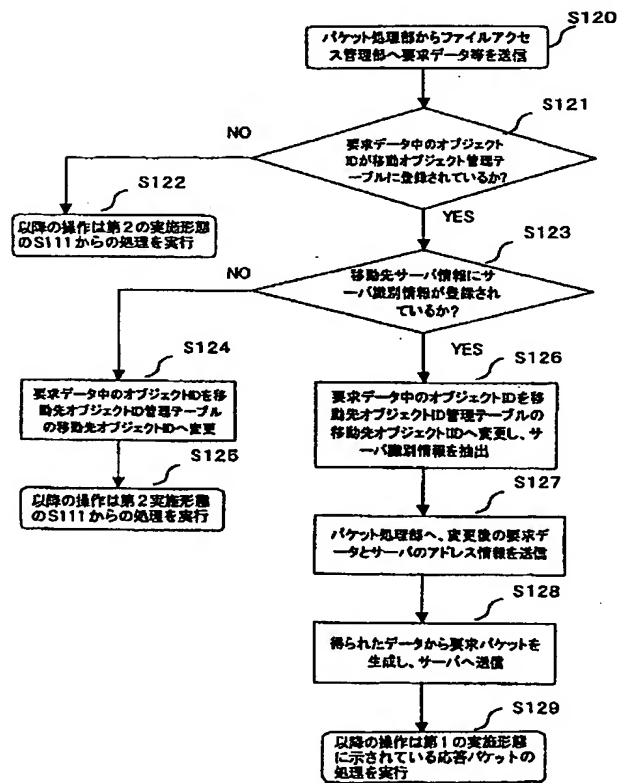 S120
パケット処理部からファイルアクセ
ス管理部へ要求データ等を送信
S121
要求データ中のオブジェクト
IDが移動オブジェクト管理テー
ブルに登録されているか?
NO
YES
S122
以降の操作は第2の実施形態
のS111からの処理を実行
S123
移動先サーバ情報にサ
ーバ識別情報が登録され
ているか?
NO
YES
S124
要求データ中のオブジェクトIDを移
動先オブジェクトID管理テーブル
の移動先オブジェクトIDへ変更
S125
以降の操作は第2実施形態
のS111からの処理を実行
S126
要求データ中のオブジェクトIDを
移動先オブジェクトID管理テーブルの
移動先オブジェクトIDへ変更し、サー
バ識別情報を抽出
S127
パケット処理部へ、変更後の要求デー
タとサーバのアドレス情報を送信
S128
得られたデータから要求パケットを
生成し、サーバへ送信
S129
以降の操作は第1の実施形態
に示されている応答パケットの
処理を実行